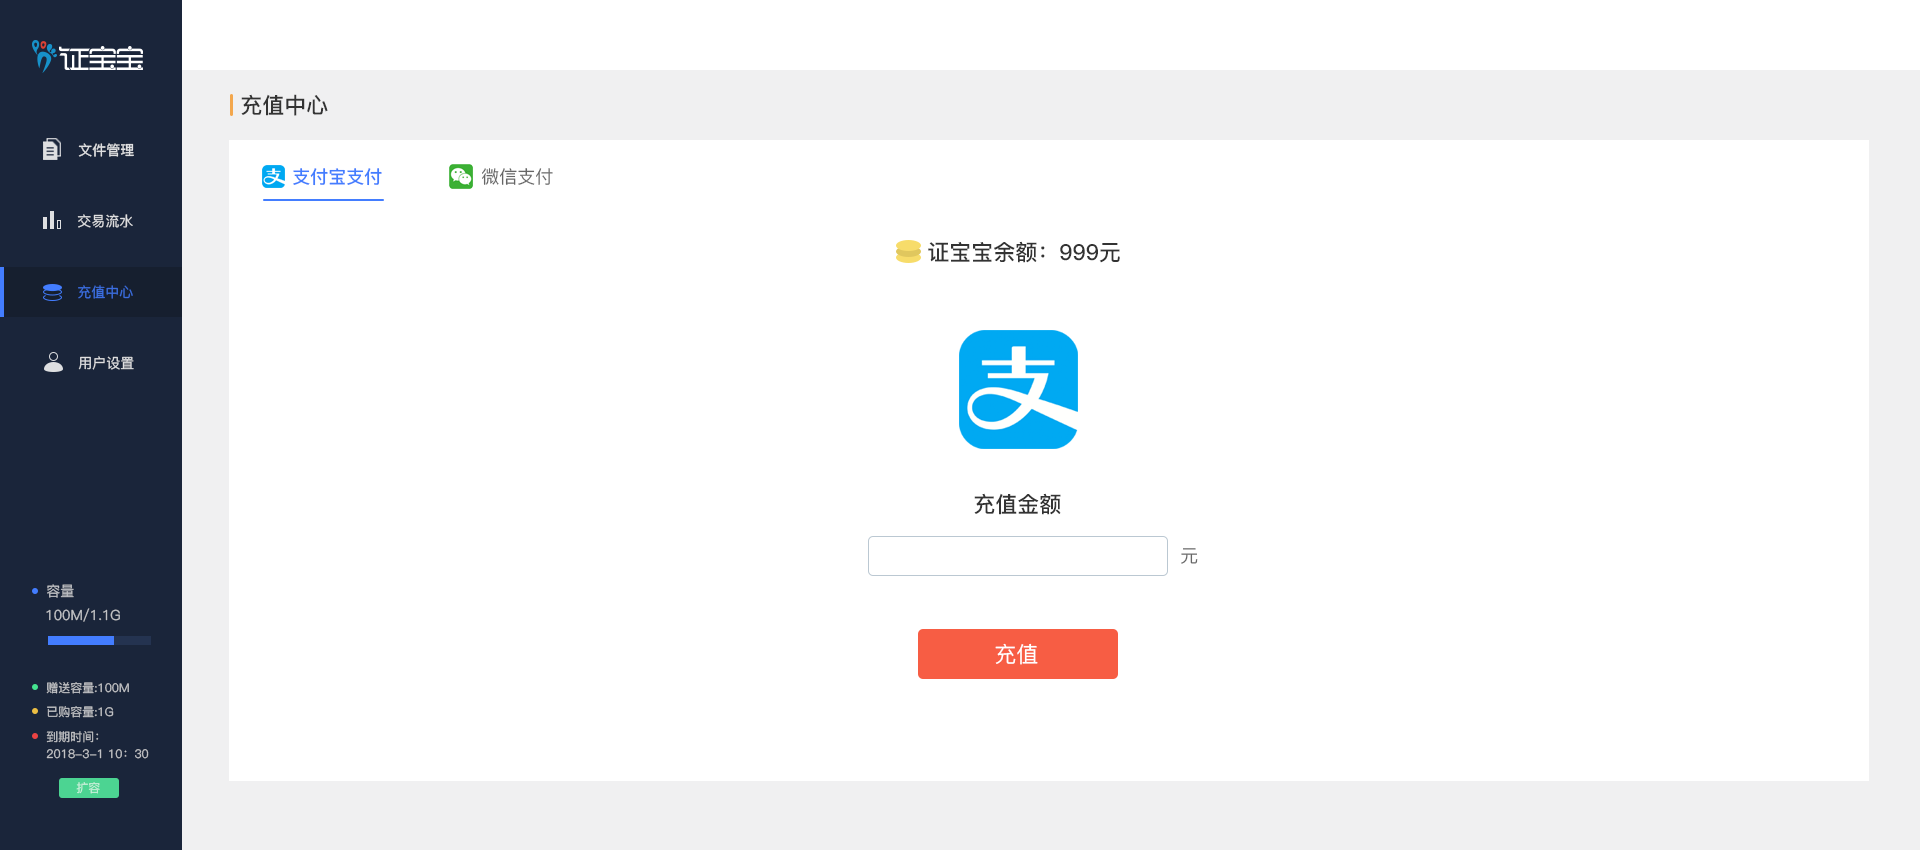 证宝宝
文件管理
交易流水
充值中心
用户设置
容量
100M/1.1G
赠送容量:100M
已购容量:1G
到期时间:
2018-3-1 10：30
扩容
充值中心
支付宝支付
微信支付
证宝宝余额：999元
支
充值金额
元
充值